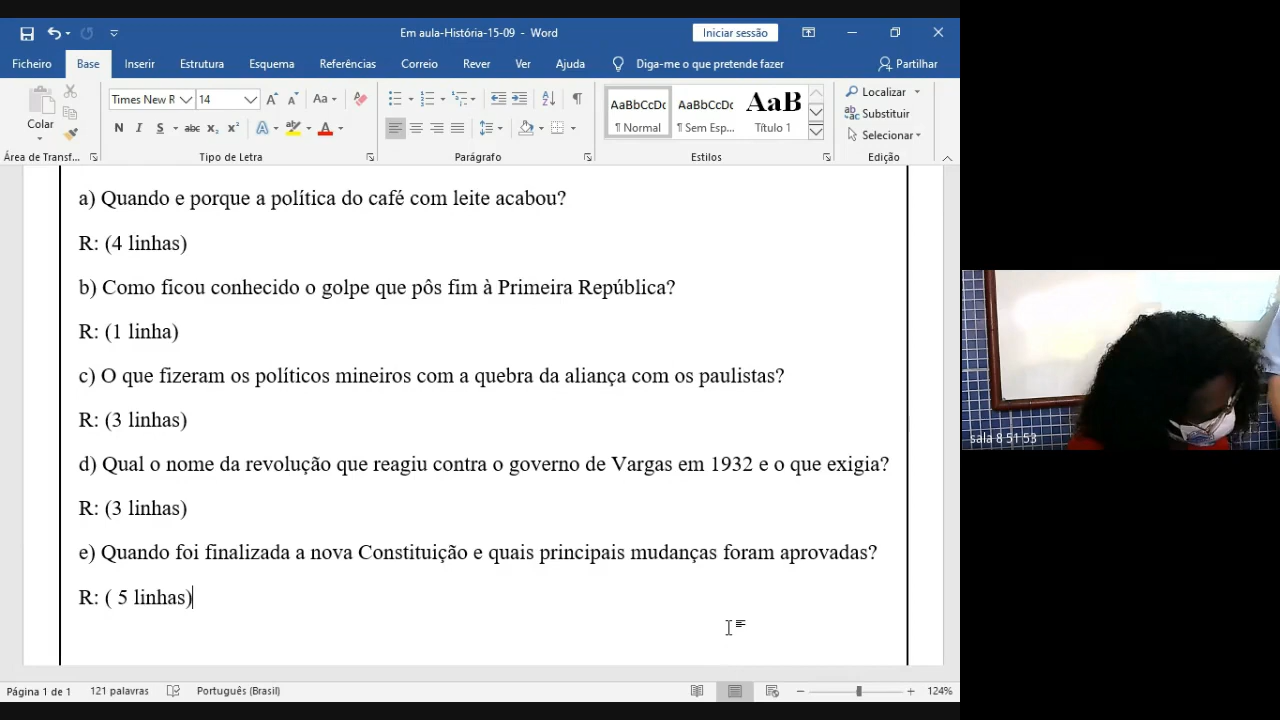 Em aula-História-15-09 - Word
Iniciar sessão
Ficheiro Base Inserir Estrutura Esquema Referências Correio Rever Ver Ajuda Diga-me o que pretende fazer Partilhar
Colar
Times New R 14
Aa
N I S abc x₂ x²
A A
AaBbCcDc AaBbCcDc AaB
¶ Normal ¶ Sem Esp... Título 1
Localizar
Substituir
Selecionar
Área de Transf... Tipo de Letra Parágrafo Estilos Edição
a) Quando e porque a política do café com leite acabou?
R: (4 linhas)
b) Como ficou conhecido o golpe que pôs fim à Primeira República?
R: (1 linha)
c) O que fizeram os políticos mineiros com a quebra da aliança com os paulistas?
R: (3 linhas)
d) Qual o nome da revolução que reagiu contra o governo de Vargas em 1932 e o que exigia?
R: (3 linhas)
e) Quando foi finalizada a nova Constituição e quais principais mudanças foram aprovadas?
R: ( 5 linhas)
sala 8 51 53
Página 1 de 1 121 palavras Português (Brasil) 124%